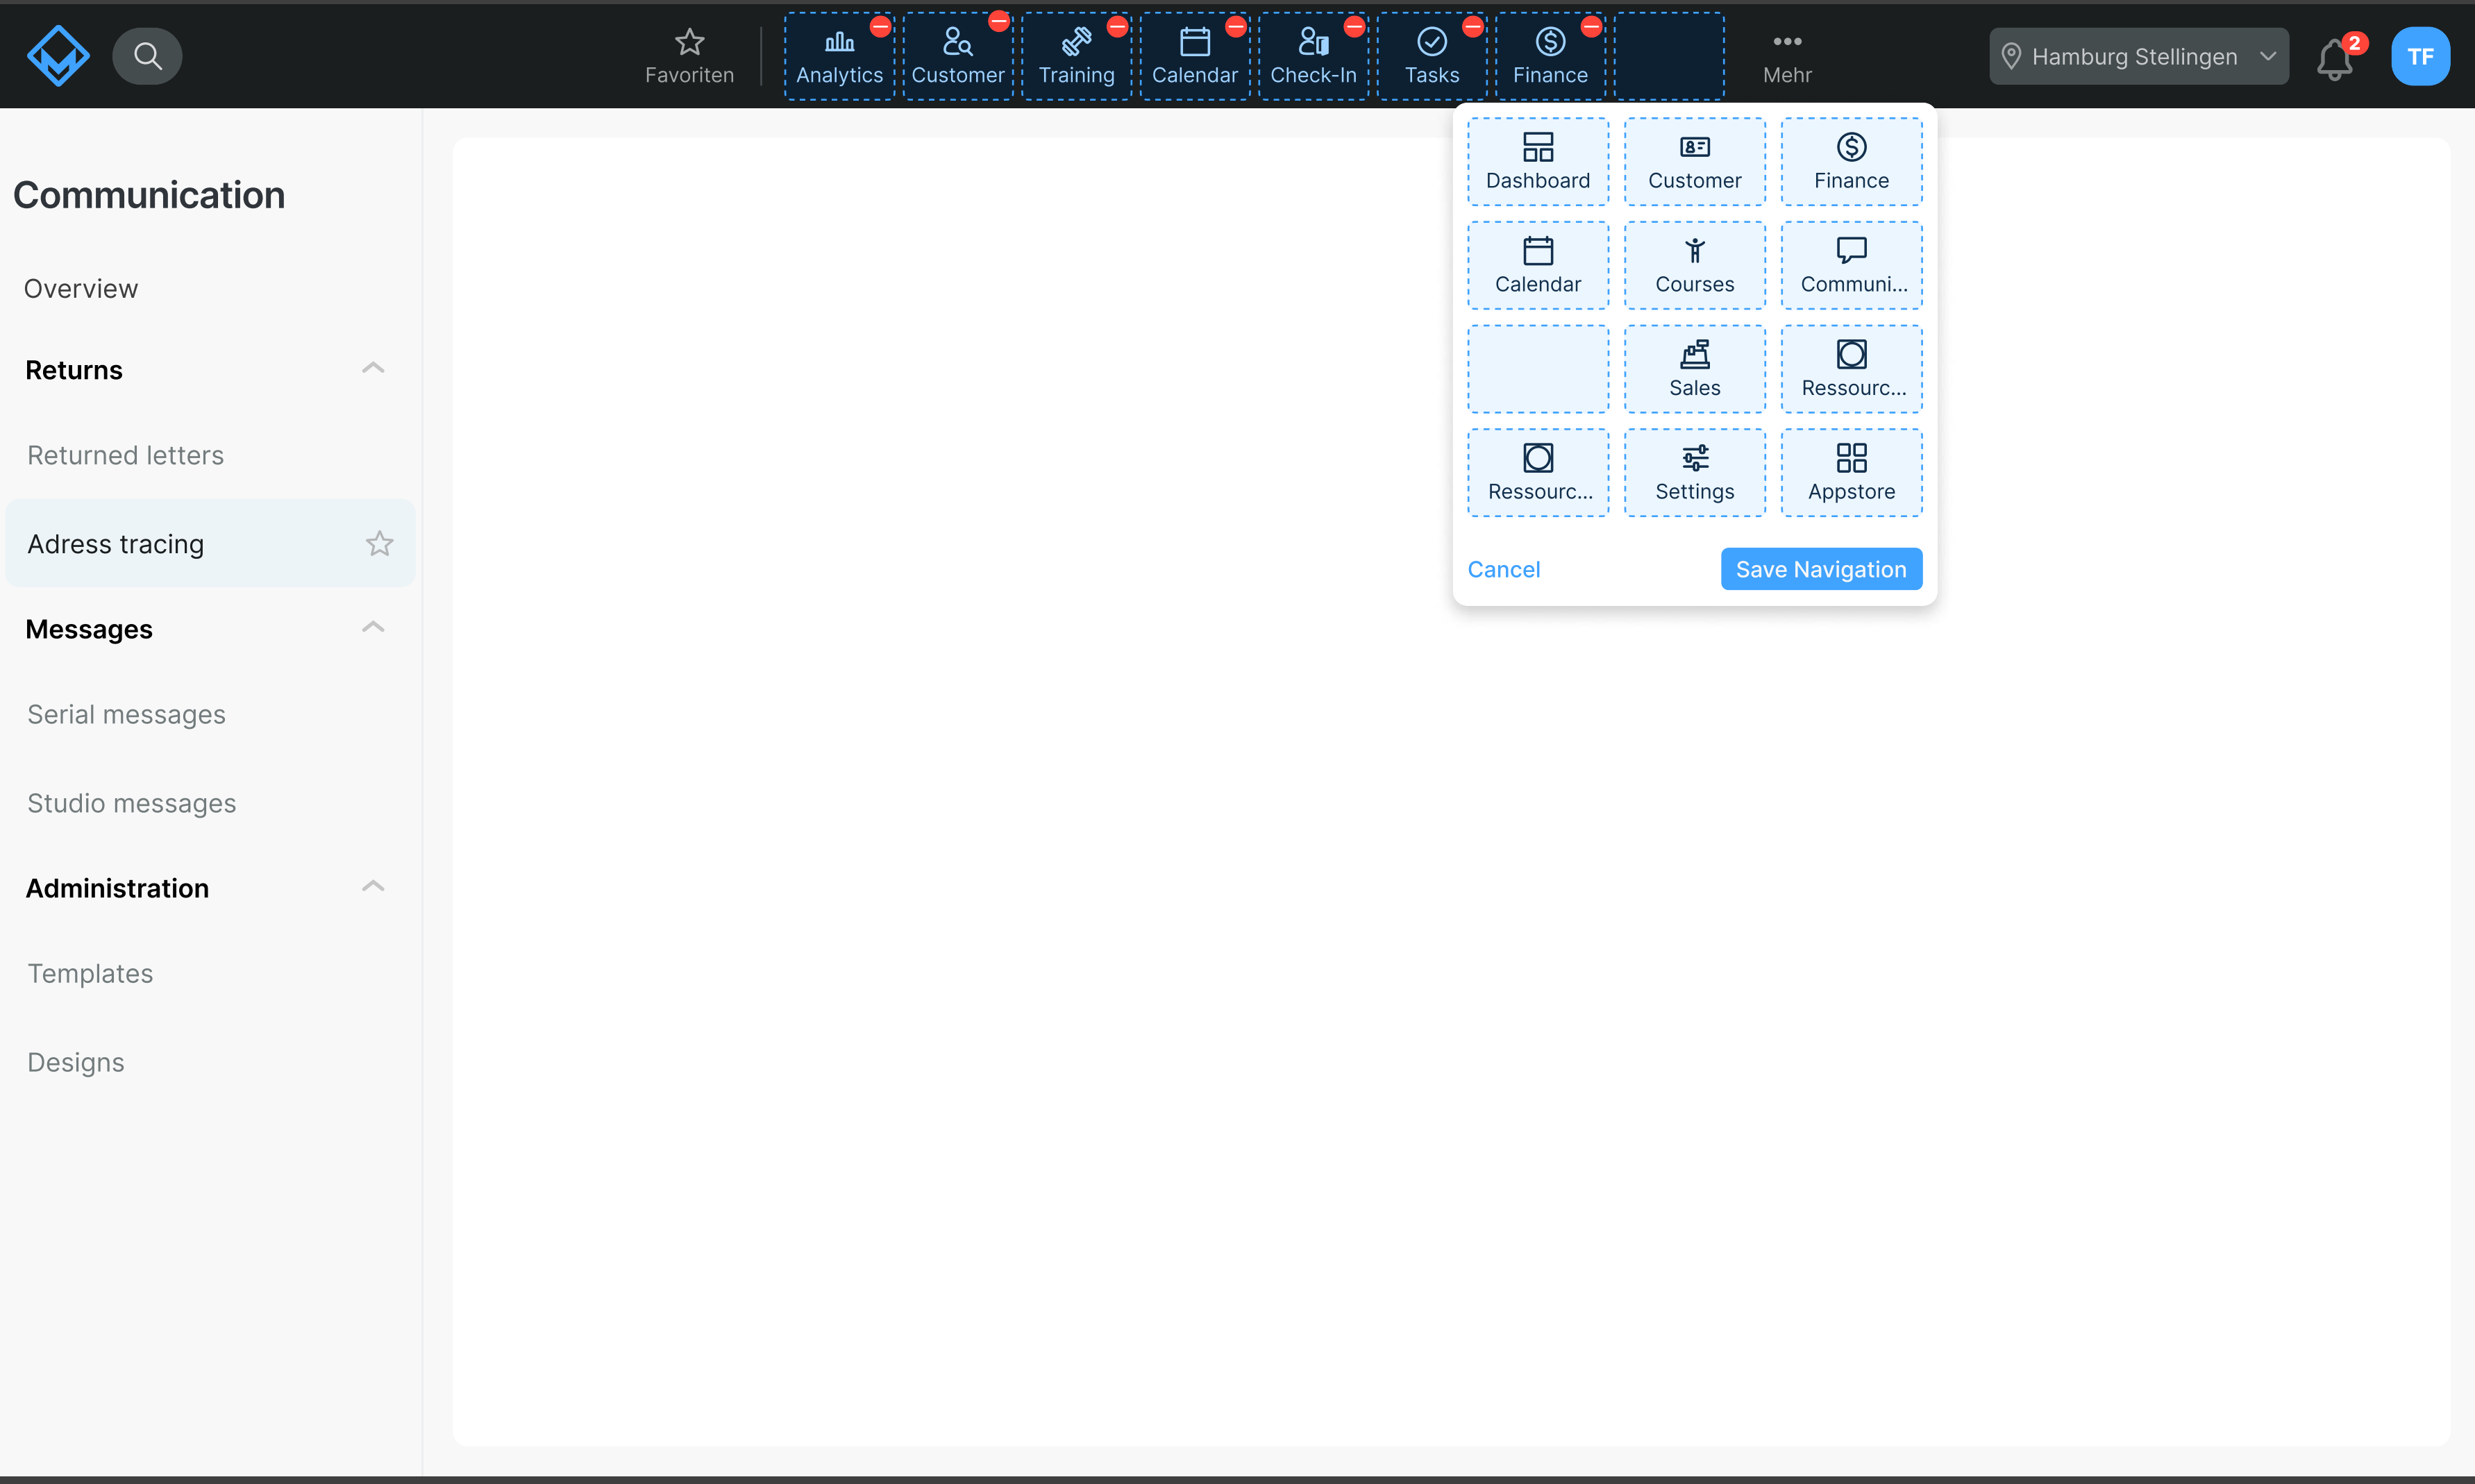 Favoriten
Analytics
Customer
Training
Calendar
Check-In
Tasks
Finance
Mehr
Hamburg Stellingen
2
TF
Communication
Overview
Returns
Returned letters
Adress tracing
Messages
Serial messages
Studio messages
Administration
Templates
Designs
Dashboard
Customer
Finance
Calendar
Courses
Communi...
Sales
Ressourc...
Ressourc...
Settings
Appstore
Cancel
Save Navigation